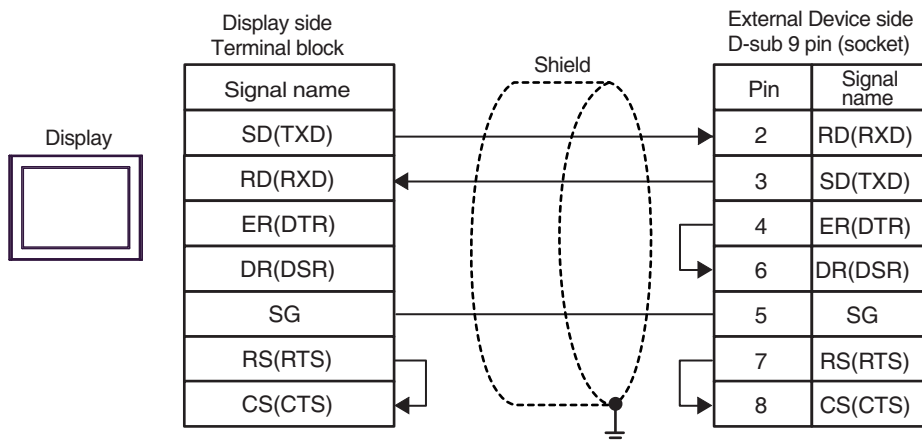 Display side
Terminal block
External Device side
D-sub 9 pin (socket)
Shield
Display
Signal name
Pin
Signal
name
SD(TXD)
2
RD(RXD)
RD(RXD)
3
SD(TXD)
ER(DTR)
4
ER(DTR)
DR(DSR)
6
DR(DSR)
SG
5
SG
RS(RTS)
7
RS(RTS)
CS(CTS)
8
CS(CTS)